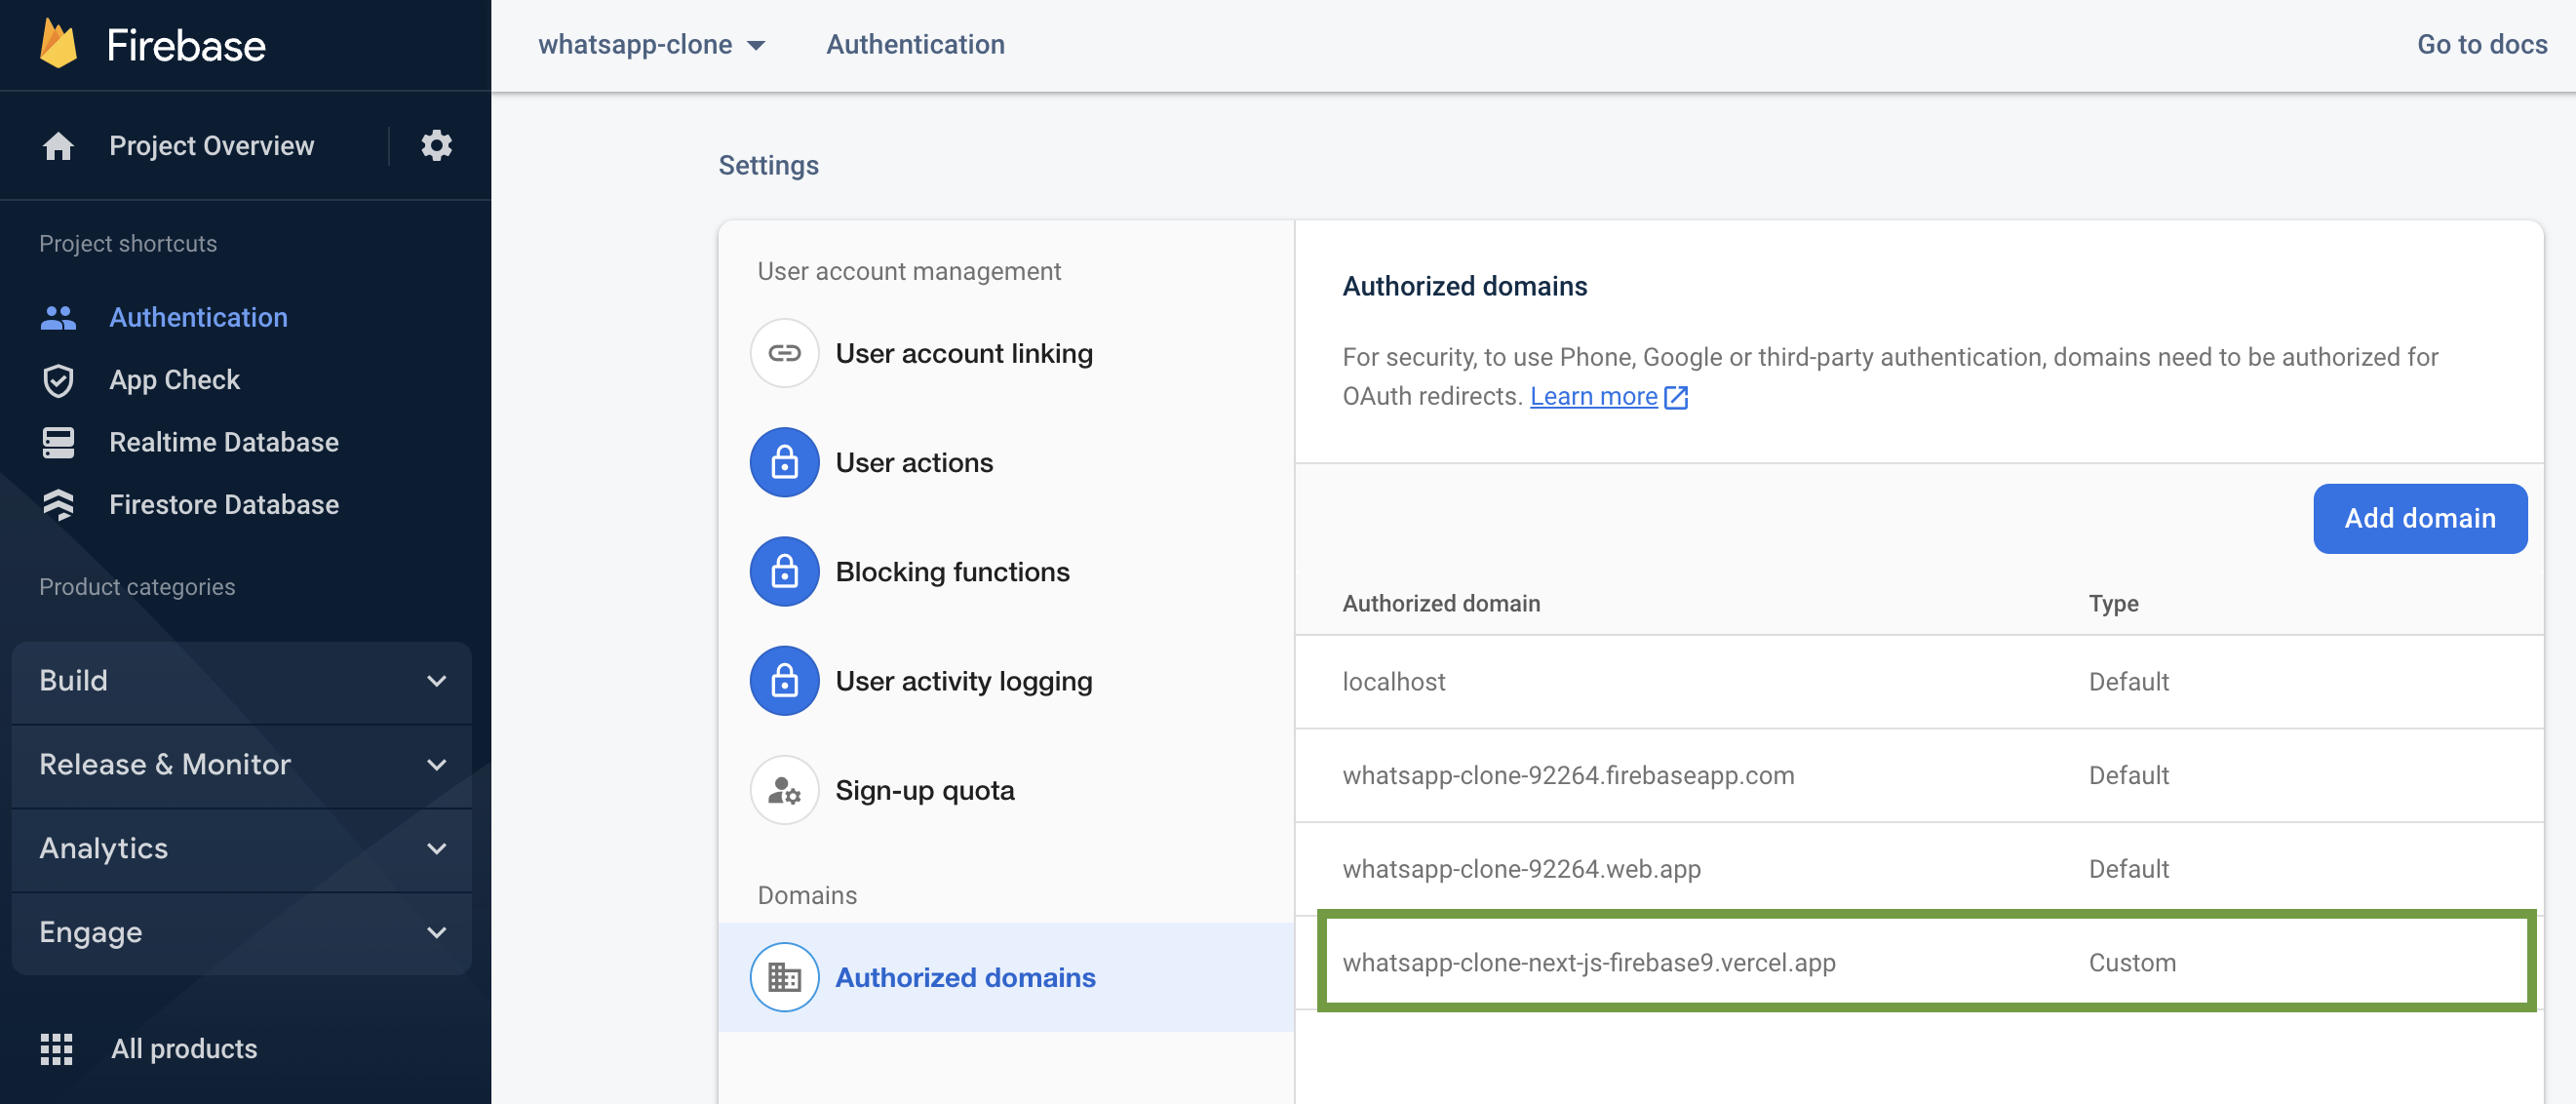 Firebase
whatsapp-clone
Authentication
Go to docs
Project Overview
Project shortcuts
Authentication
App Check
Realtime Database
Firestore Database
Product categories
Build
Release & Monitor
Analytics
Engage
All products
Settings
User account management
User account linking
User actions
Blocking functions
User activity logging
Sign-up quota
Domains
Authorized domains
Authorized domains
For security, to use Phone, Google or third-party authentication, domains need to be authorized for
OAuth redirects. Learn more
Add domain
Authorized domain Type
localhost Default
whatsapp-clone-92264.firebaseapp.com Default
whatsapp-clone-92264.web.app Default
whatsapp-clone-next-js-firebase9.vercel.app Custom